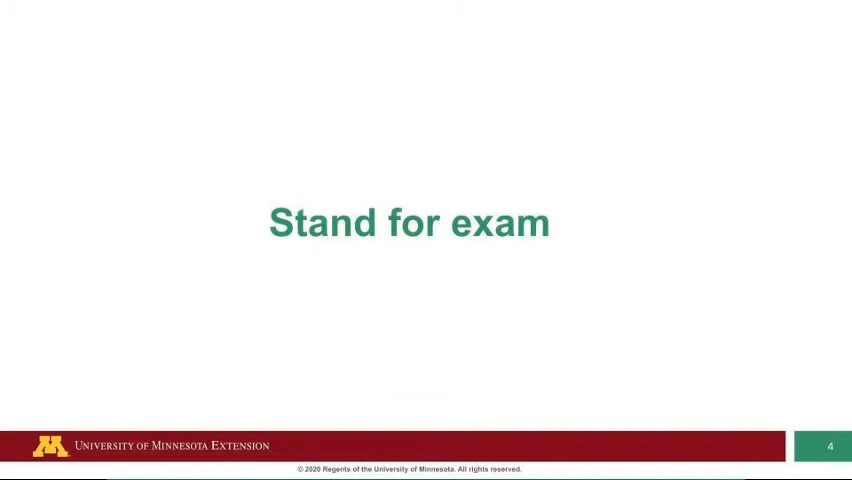 Stand for exam
UNIVERSITY OF MINNESOTA EXTENSION
4
© 2020 Regents of the University of Minnesota. All rights reserved.